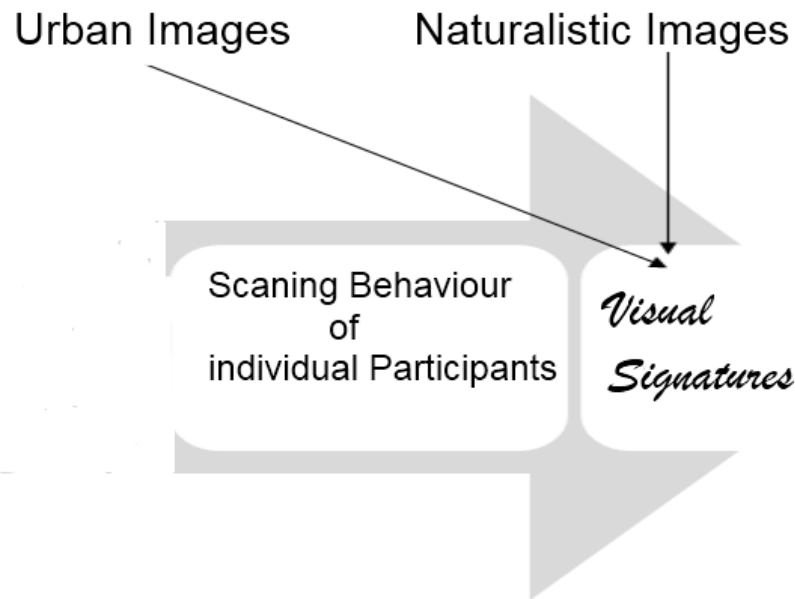 Urban Images
Naturalistic Images
Scaning Behaviour
of
individual Participants
Visual
Signatures